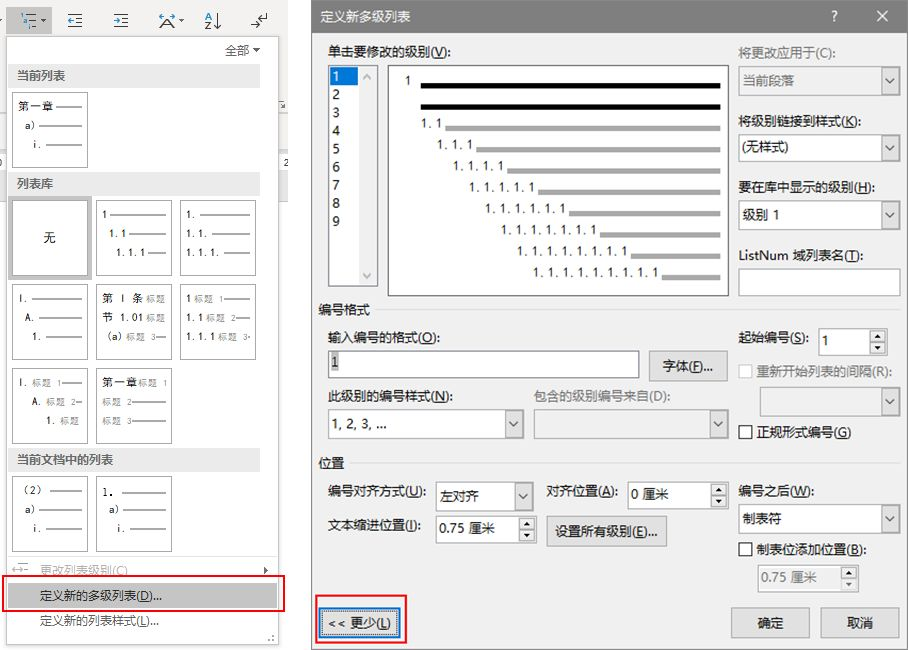 全部
当前列表
第一章
a)
i.
列表库
无
1
1.1
1.1.1
1.
1.1.
1.1.1.
I.
A.
1.
第 I 条 标题
节 1.01 标题
(a) 标题 3
1 标题 1
1.1 标题 2
1.1.1 标题 3
I. 标题 1
A. 标题 2
1. 标题
第一章 标题 1
标题 2
标题 3
当前文档中的列表
(2)
a)
i.
1.
a)
i.
更改列表级别(C)
定义新的多级列表(D)...
定义新的列表样式(L)...
2
定义新多级列表
?
单击要修改的级别(V):
1
2
3
4
5
6
7
8
9
1
1.1
1.1.1
1.1.1.1
1.1.1.1.1
1.1.1.1.1.1
1.1.1.1.1.1.1
1.1.1.1.1.1.1.1
1.1.1.1.1.1.1.1.1
将更改应用于(C):
当前段落
将级别链接到样式(K):
(无样式)
要在库中显示的级别(H):
级别 1
ListNum 域列表名(T):
编号格式
输入编号的格式(O):
1
字体(F)...
起始编号(S):
1
重新开始列表的间隔(R):
此级别的编号样式(N):
1, 2, 3, ...
包含的级别编号来自(D):
正规形式编号(G)
位置
编号对齐方式(U):
左对齐
对齐位置(A):
0 厘米
编号之后(W):
制表符
文本缩进位置(I):
0.75 厘米
设置所有级别(E)...
制表位添加位置(B):
0.75 厘米
<< 更少(L)
确定
取消